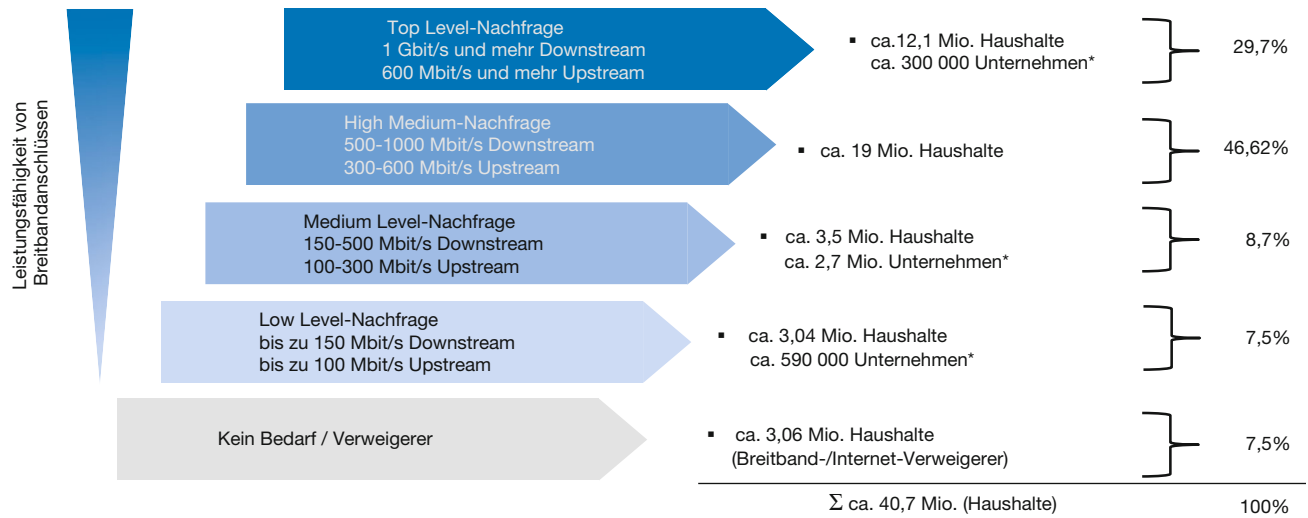 Leistungsfähigkeit von
Breitbandanschlüssen
Top Level-Nachfrage
1 Gbit/s und mehr Downstream
600 Mbit/s und mehr Upstream
▪ ca.12,1 Mio. Haushalte
ca. 300 000 Unternehmen*
29,7%
High Medium-Nachfrage
500-1000 Mbit/s Downstream
300-600 Mbit/s Upstream
▪ ca. 19 Mio. Haushalte
46,62%
Medium Level-Nachfrage
150-500 Mbit/s Downstream
100-300 Mbit/s Upstream
▪ ca. 3,5 Mio. Haushalte
ca. 2,7 Mio. Unternehmen*
8,7%
Low Level-Nachfrage
bis zu 150 Mbit/s Downstream
bis zu 100 Mbit/s Upstream
▪ ca. 3,04 Mio. Haushalte
ca. 590 000 Unternehmen*
7,5%
Kein Bedarf / Verweigerer
▪ ca. 3,06 Mio. Haushalte
(Breitband-/Internet-Verweigerer)
7,5%
Σ ca. 40,7 Mio. (Haushalte)
100%